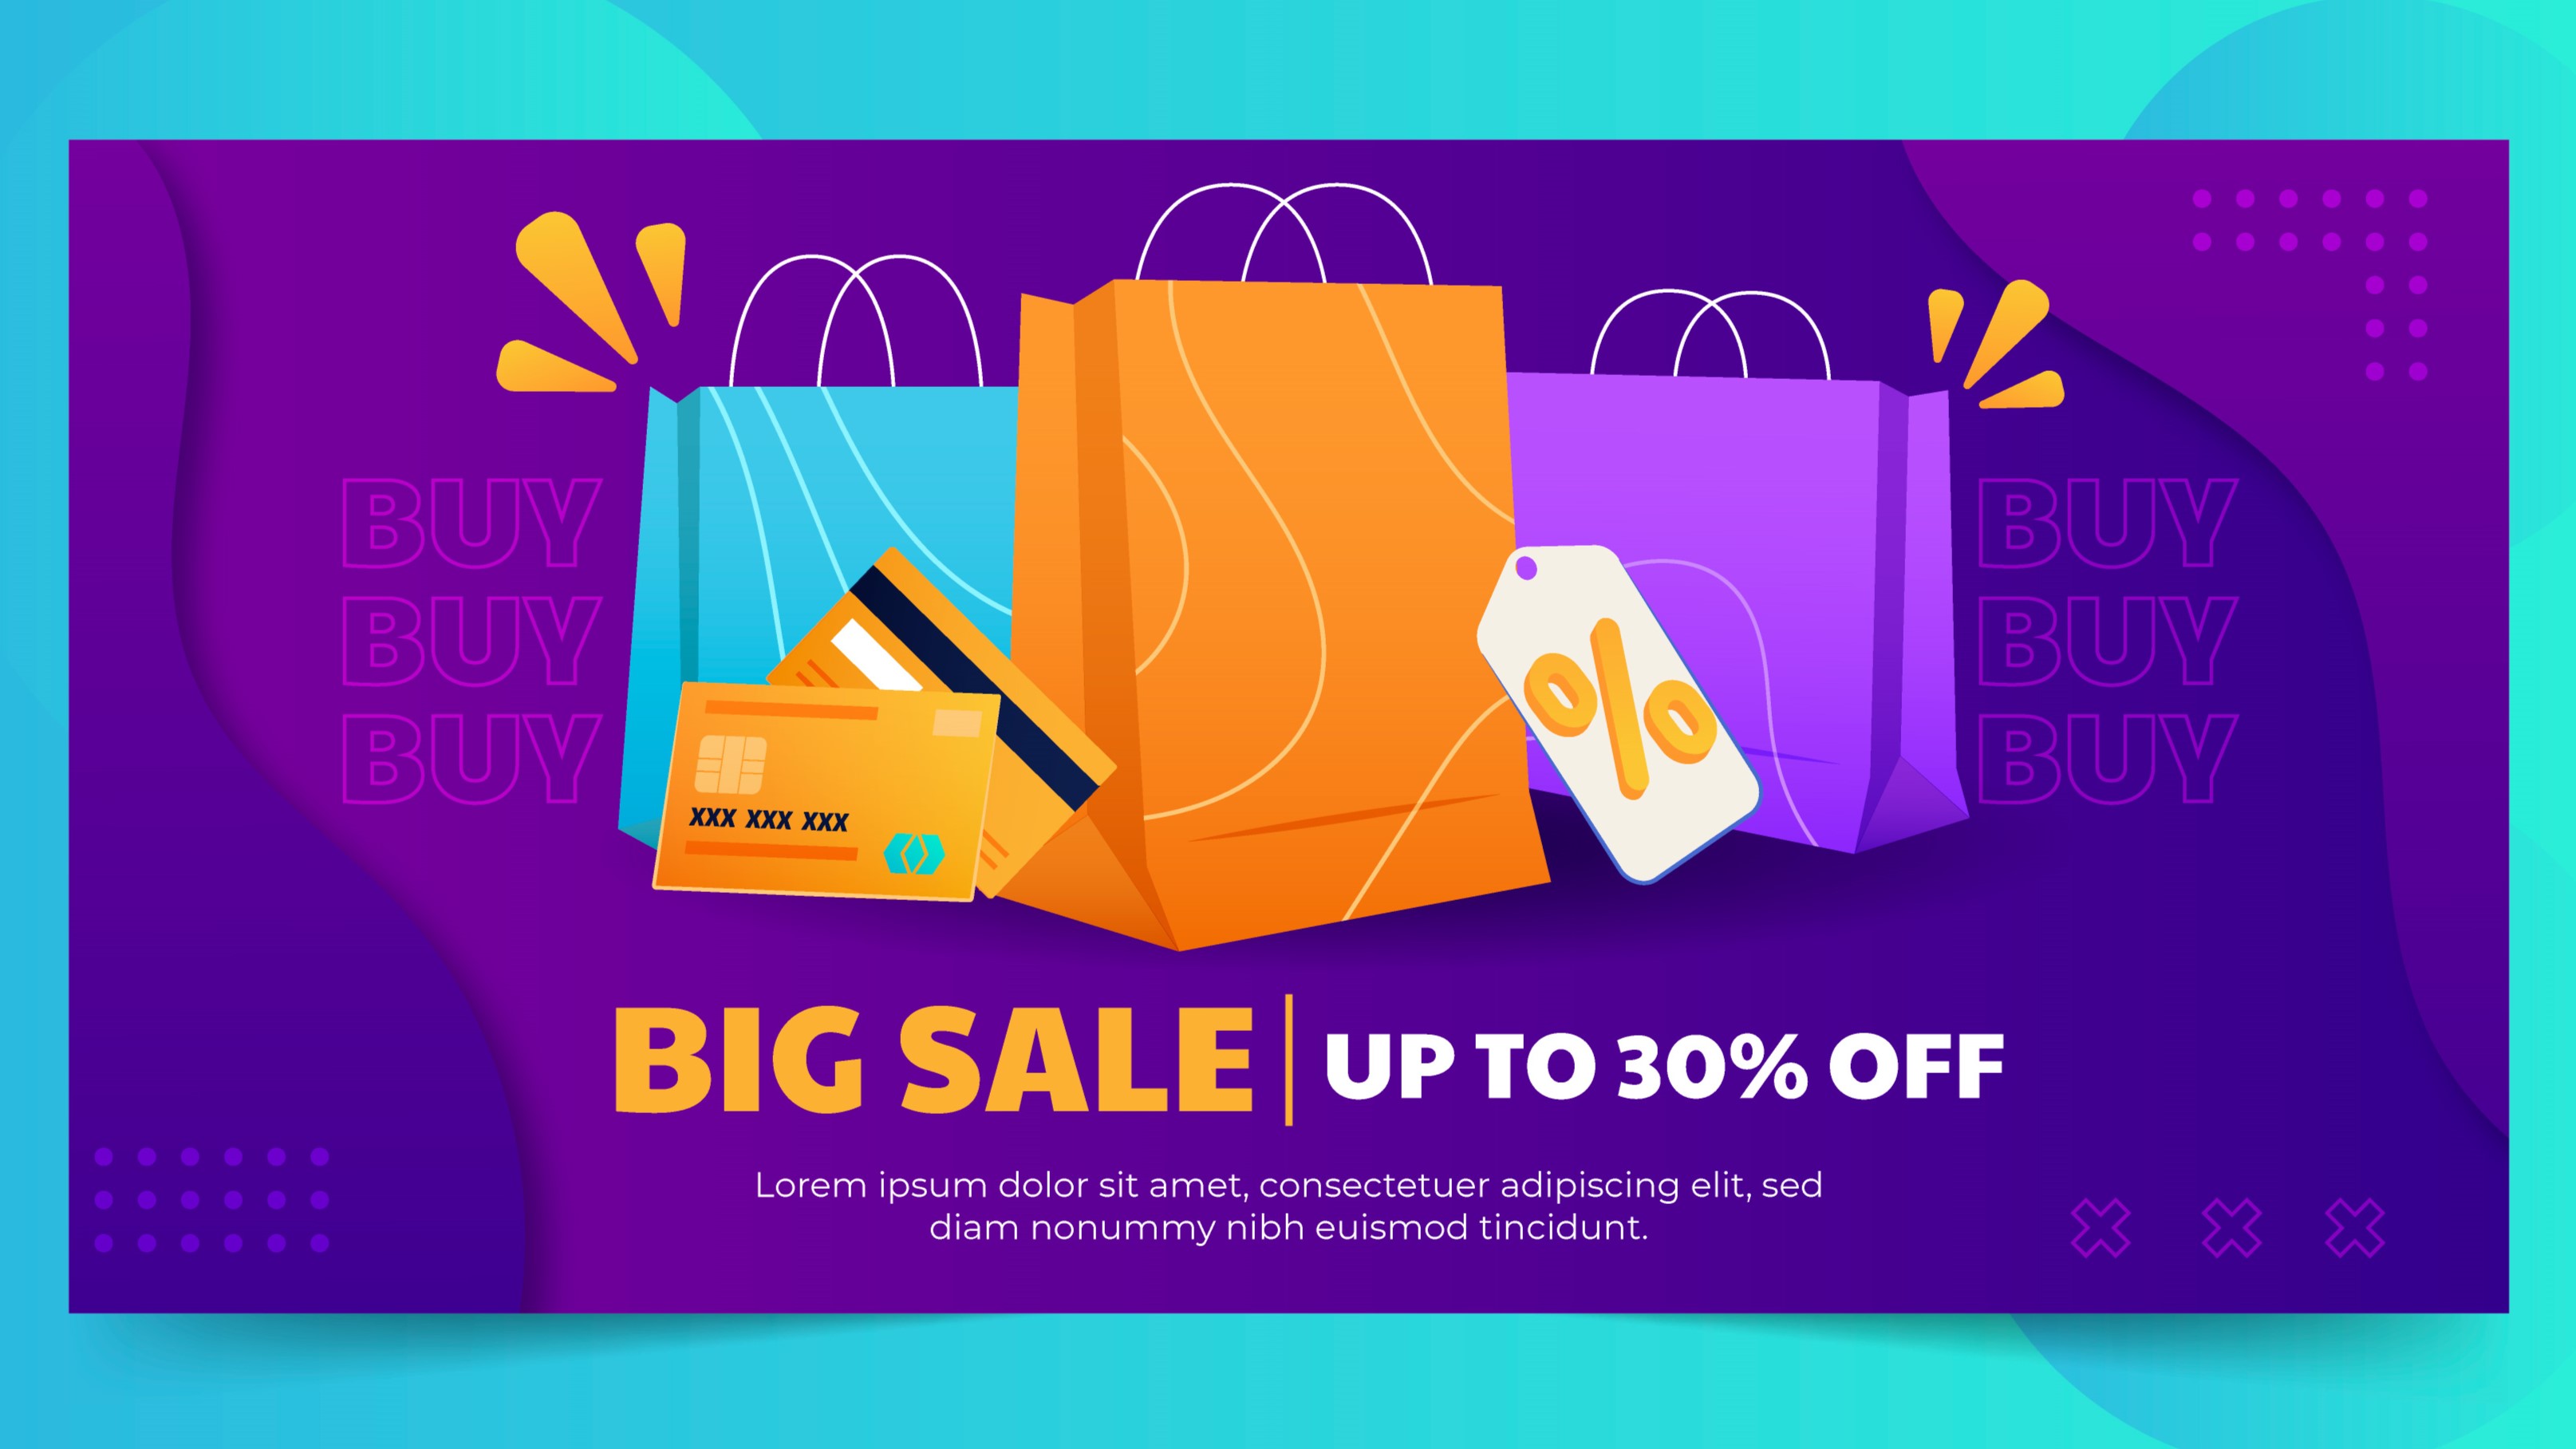 BUY
BUY
BUY
BUY
BUY
BUY
%
XXX XXX XXX
BIG SALE | UP TO 30% OFF
Lorem ipsum dolor sit amet, consectetuer adipiscing elit, sed
diam nonummy nibh euismod tincidunt.